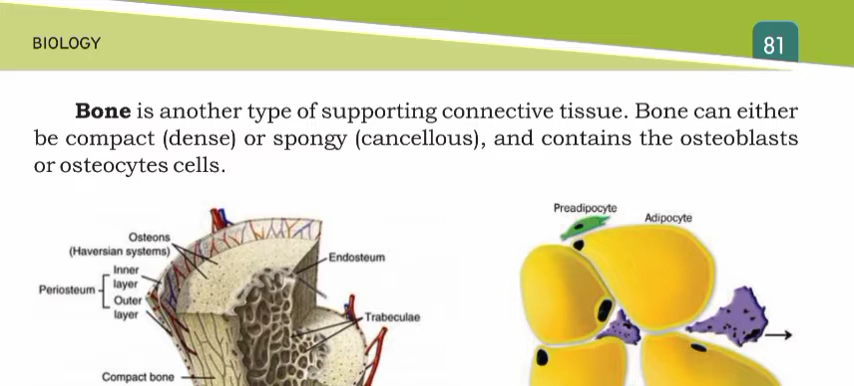 BIOLOGY
81
Bone is another type of supporting connective tissue. Bone can either
be compact (dense) or spongy (cancellous), and contains the osteoblasts
or osteocytes cells.
Osteons
(Haversian systems)
Inner
layer
Periosteum
Outer
layer
Compact bone
Endosteum
Trabeculae
Preadipocyte
Adipocyte